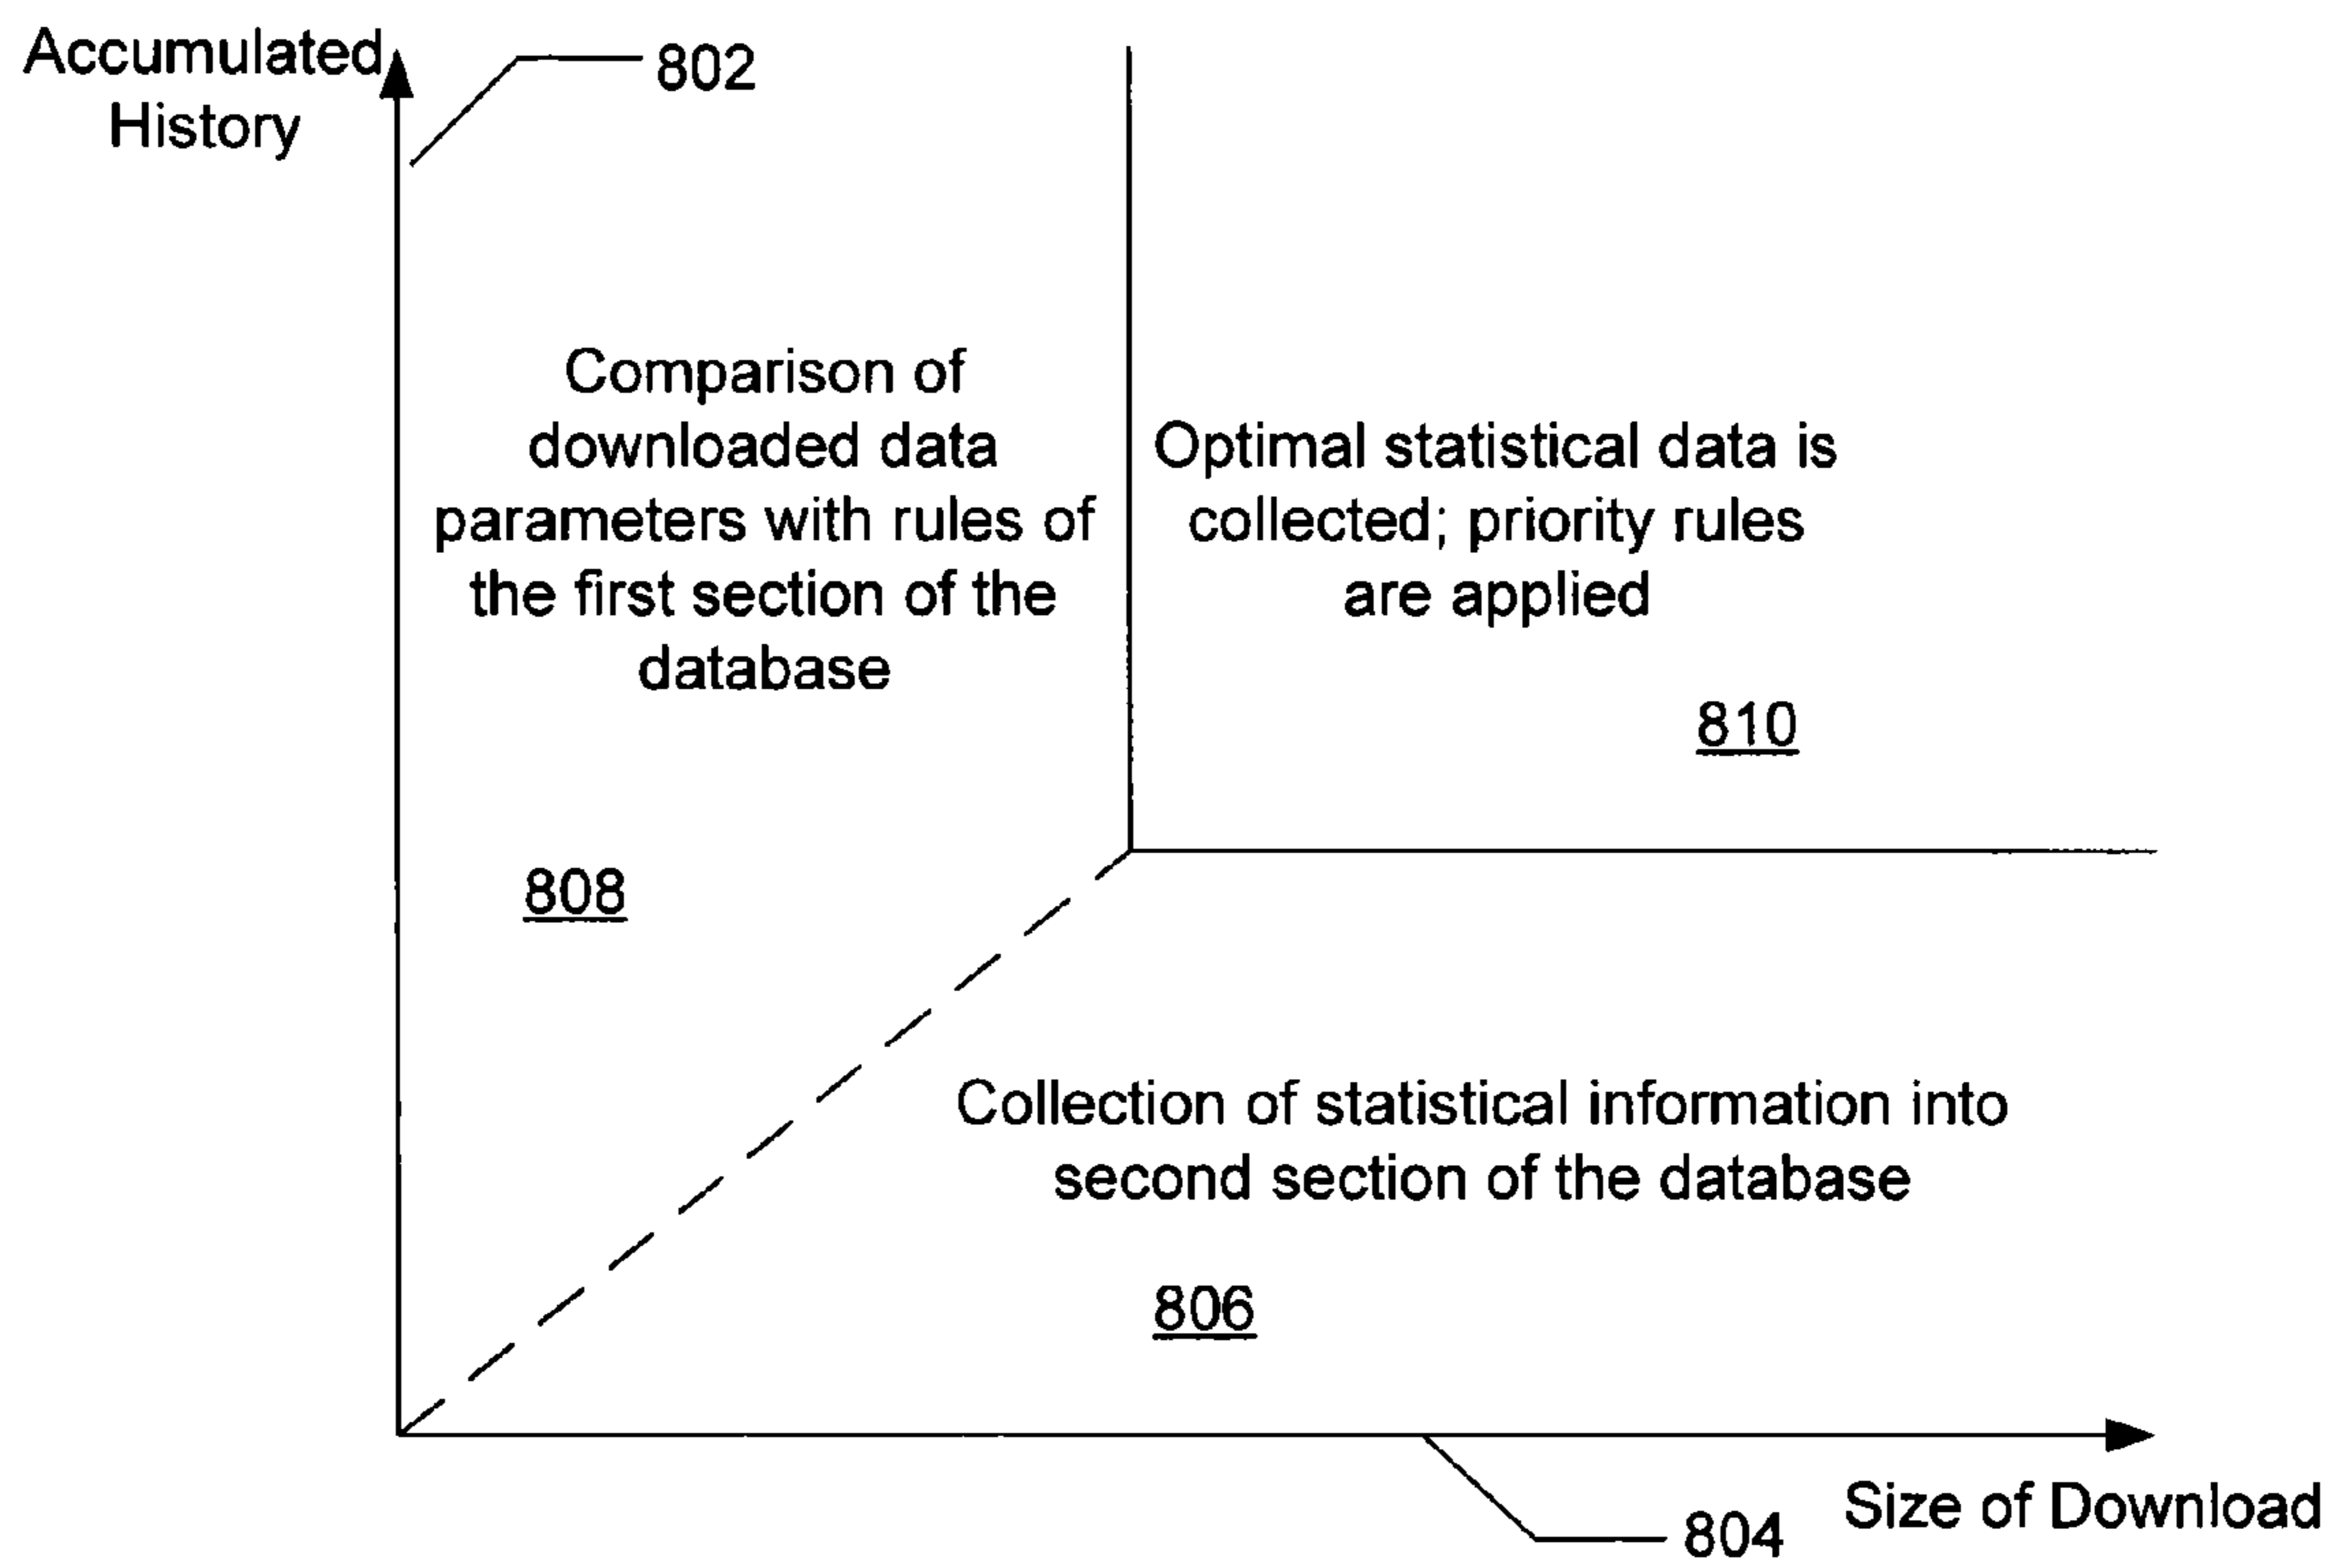 Accumulated
History
802
Comparison of
downloaded data
parameters with rules of
the first section of the
database
808
Optimal statistical data is
collected; priority rules
are applied
810
Collection of statistical information into
second section of the database
806
Size of Download
804